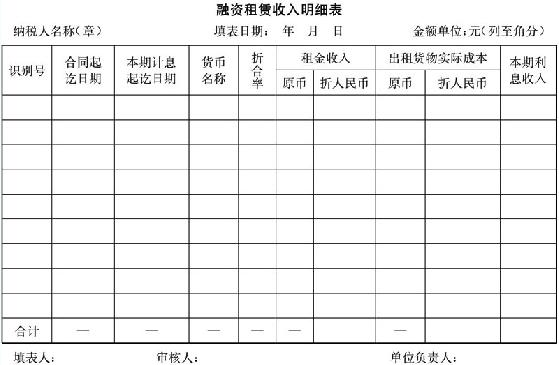 融资租赁收入明细表
纳税人名称(章) 填表日期: 年 月 日 金额单位:元(列至角分)
识别号 合同起讫日期 本期计息起讫日期 货币名称 折合率 租金收入 出租货物实际成本 本期利息收入
原币 折人民币 原币 折人民币
合计 — — — — — —
填表人: 审核人: 单位负责人: